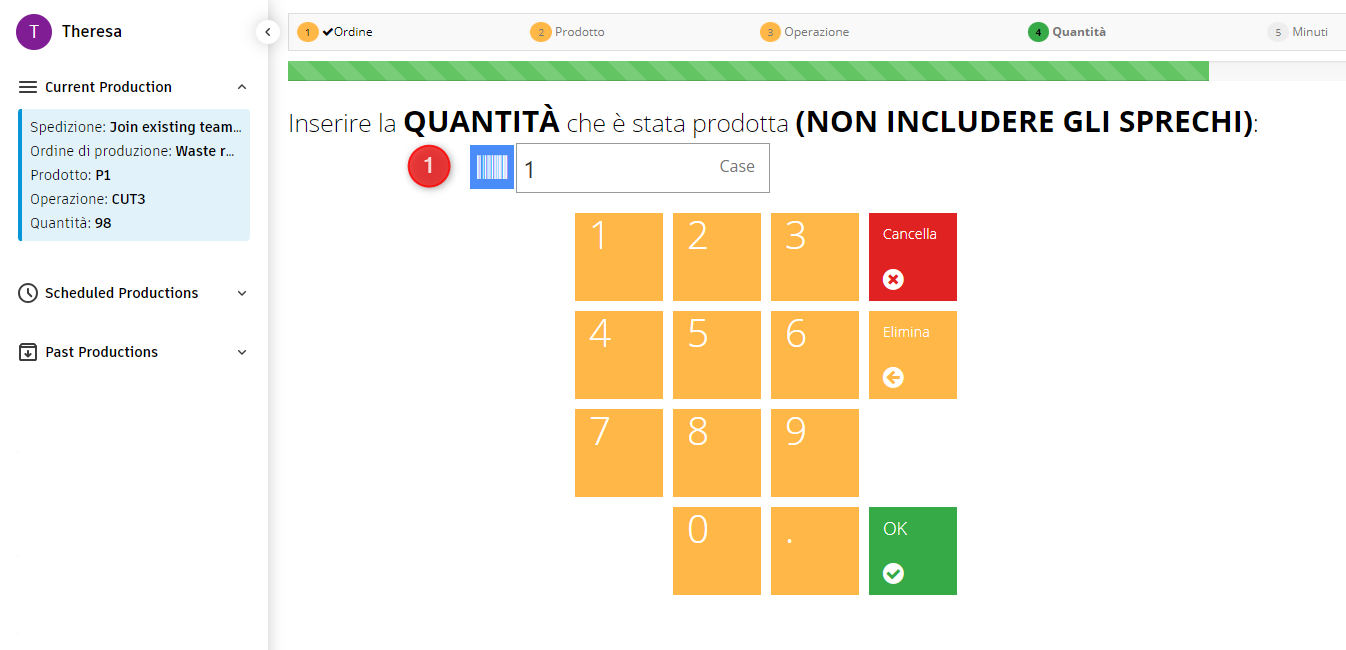 T Theresa
Current Production
Spedizione: Join existing team...
Ordine di produzione: Waste r...
Prodotto: P1
Operazione: CUT3
Quantità: 98
Scheduled Productions
Past Productions
1 Ordine 2 Prodotto 3 Operazione 4 Quantità 5 Minuti
Inserire la QUANTITÀ che è stata prodotta (NON INCLUDERE GLI SPRECHI):
1 1 Case
1 2 3 Cancella
4 5 6 Elimina
7 8 9
0 . OK